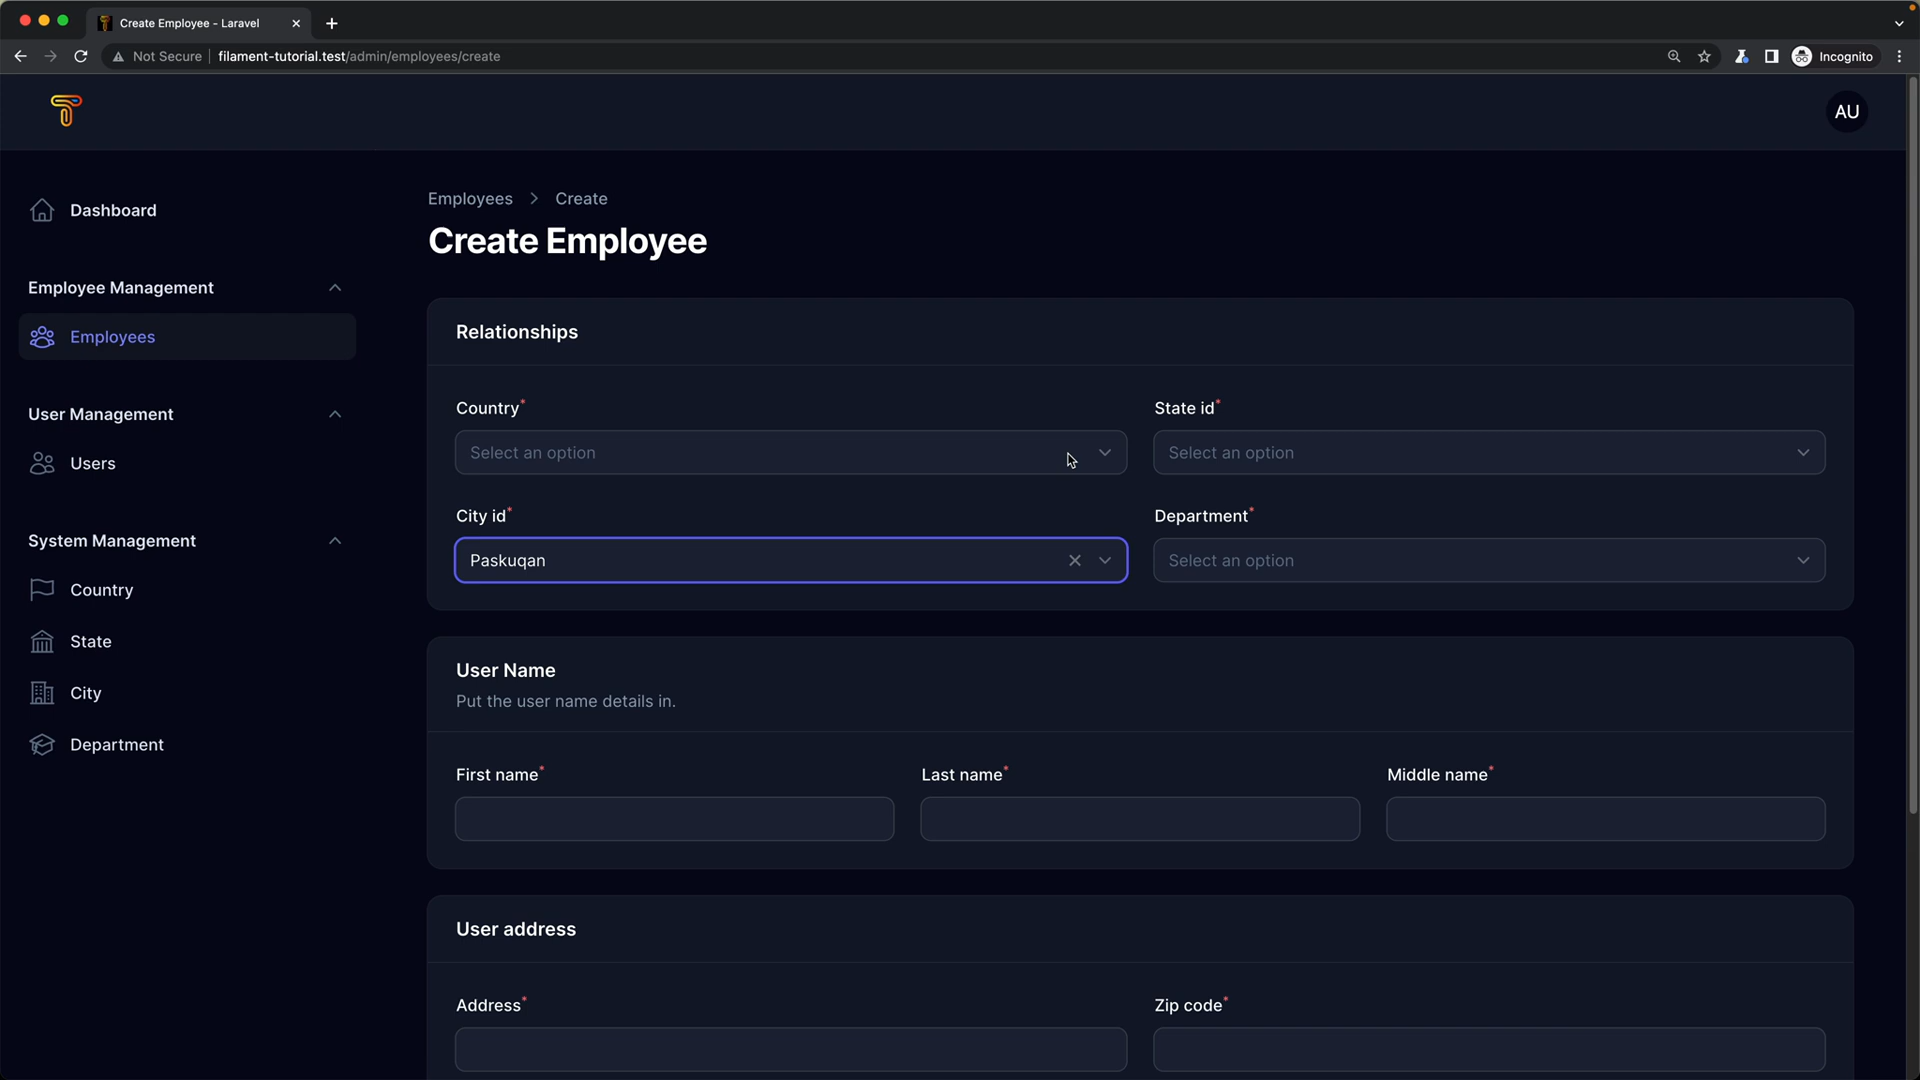 Create Employee - Laravel
Not Secure
filament-tutorial.test/admin/employees/create
Incognito
AU
Dashboard
Employee Management
Employees
User Management
Users
System Management
Country
State
City
Department
Employees > Create
Create Employee
Relationships
Country*
State id*
Select an option
Select an option
City id*
Department*
Paskuqan
Select an option
User Name
Put the user name details in.
First name*
Last name*
Middle name*
User address
Address*
Zip code*